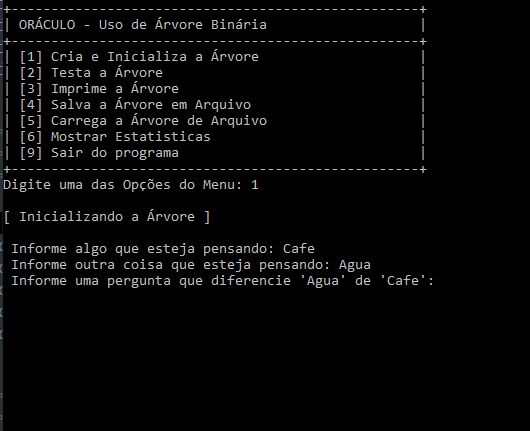 +---------------------------------------------------+
| ORÁCULO - Uso de Árvore Binária |
+---------------------------------------------------+
| [1] Cria e Inicializa a Árvore |
| [2] Testa a Árvore |
| [3] Imprime a Árvore |
| [4] Salva a Árvore em Arquivo |
| [5] Carrega a Árvore de Arquivo |
| [6] Mostrar Estatisticas |
| [9] Sair do programa |
+---------------------------------------------------+
Digite uma das Opções do Menu: 1
[ Inicializando a Árvore ]
Informe algo que esteja pensando: Cafe
Informe outra coisa que esteja pensando: Agua
Informe uma pergunta que diferencie 'Agua' de 'Cafe':